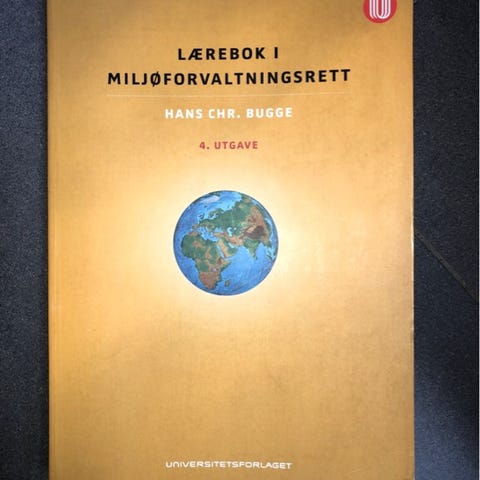 LÆREBOK I
MILJØFORVALTNINGSRETT
HANS CHR. BUGGE
4. UTGAVE
UNIVERSITETSFORLAGET